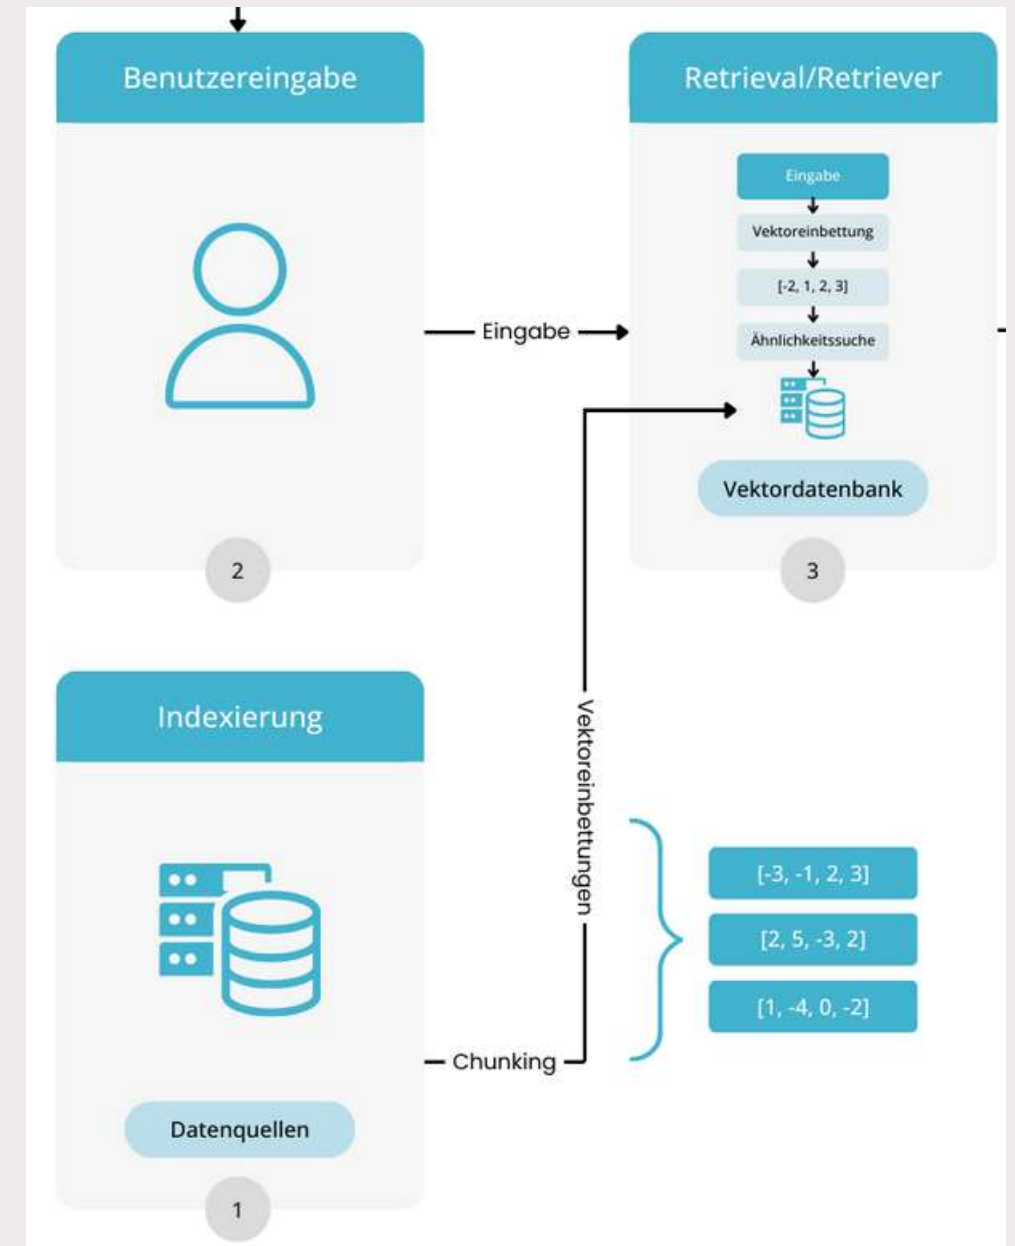 Benutzereingabe
2
Eingabe
Retrieval/Retriever
Eingabe
Vektoreinbettung
[-2, 1, 2, 3]
Ähnlichkeitssuche
Vektordatenbank
3
Indexierung
Datenquellen
1
Chunking
Vektoreinbettungen
[-3, -1, 2, 3]
[2, 5, -3, 2]
[1, -4, 0, -2]